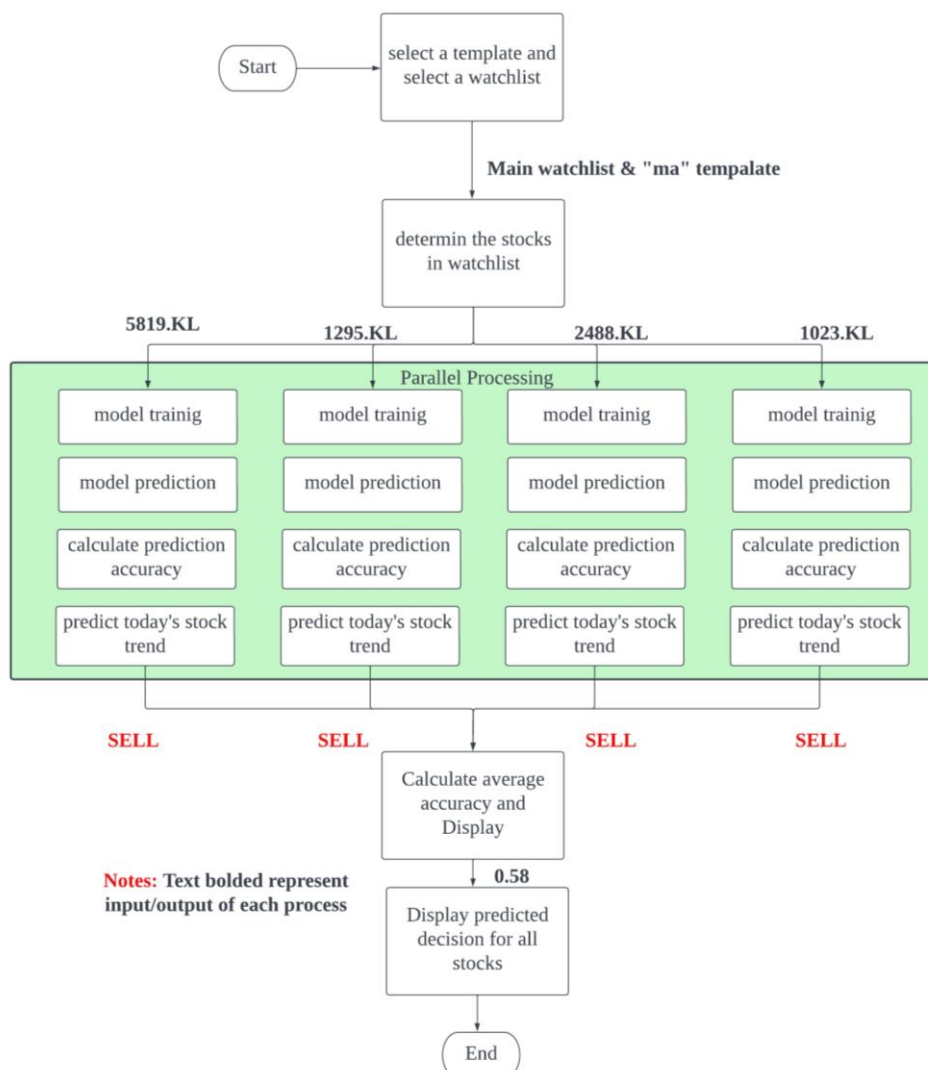 Start
select a template and
select a watchlist
Main watchlist & "ma" tempalate
determin the stocks
in watchlist
5819.KL
1295.KL
2488.KL
1023.KL
Parallel Processing
model trainig
model trainig
model trainig
model trainig
model prediction
model prediction
model prediction
model prediction
calculate prediction
accuracy
calculate prediction
accuracy
calculate prediction
accuracy
calculate prediction
accuracy
predict today's stock
trend
predict today's stock
trend
predict today's stock
trend
predict today's stock
trend
SELL
SELL
SELL
SELL
Calculate average
accuracy and
Display
Notes: Text bolded represent
input/output of each process
0.58
Display predicted
decision for all
stocks
End